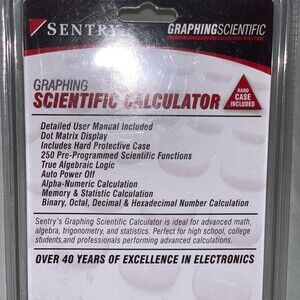 SENTRY
GRAPHINGSCIENTIFIC
GRAPHING
SCIENTIFIC CALCULATOR
HARD
CASE
INCLUDED
Detailed User Manual Included
Dot Matrix Display
Includes Hard Protective Case
250 Pre-Programmed Scientific Functions
True Algebraic Logic
Auto Power Off
Alpha-Numeric Calculation
Memory & Statistic Calculation
Binary, Octal, Decimal & Hexadecimal Number Calculation
Sentry's Graphing Scientific Calculator is ideal for advanced math,
algebra, trigonometry, and statistics. Perfect for high school, college
students,and professionals performing advanced calculations.
OVER 40 YEARS OF EXCELLENCE IN ELECTRONICS